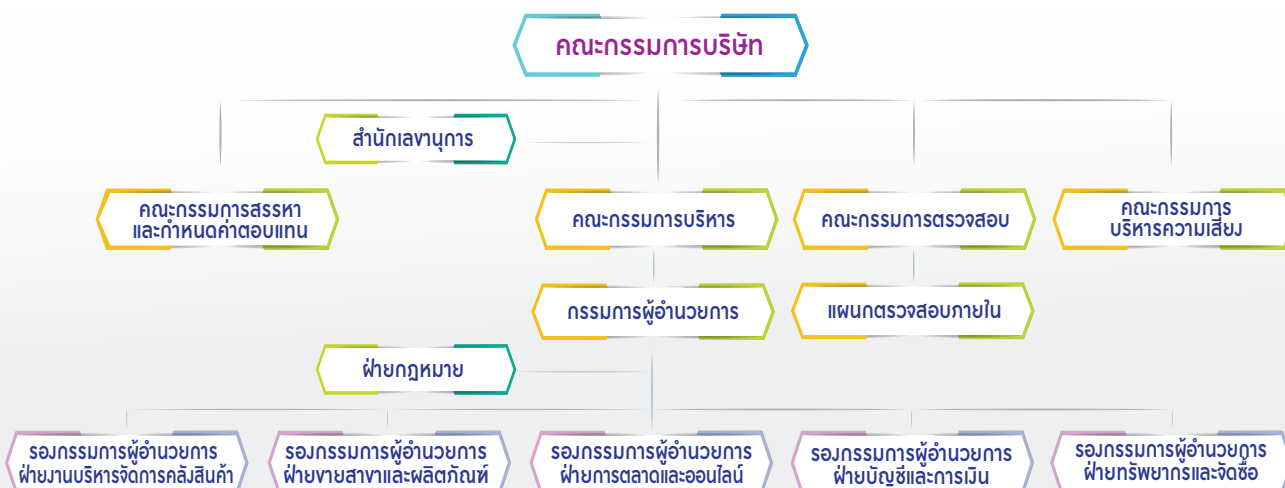 คณะกรรมการบริษัท
สำนักเลขานุการ
คณะกรรมการสรรหา
และกำหนดค่าตอบแทน
คณะกรรมการบริหาร
คณะกรรมการตรวจสอบ
คณะกรรมการ
บริหารความเสี่ยง
กรรมการผู้อำนวยการ
แผนกตรวจสอบภายใน
ฝ่ายกฎหมาย
รองกรรมการผู้อำนวยการ
ฝ่ายงานบริหารจัดการคลังสินค้า
รองกรรมการผู้อำนวยการ
ฝ่ายขายสาขาและผลิตภัณฑ์
รองกรรมการผู้อำนวยการ
ฝ่ายการตลาดและออนไลน์
รองกรรมการผู้อำนวยการ
ฝ่ายบัญชีและการเงิน
รองกรรมการผู้อำนวยการ
ฝ่ายทรัพยากรและจัดซื้อ